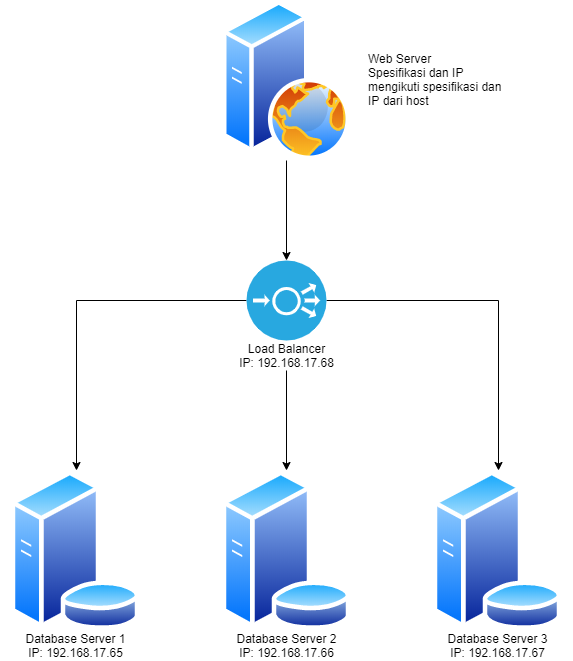 Web Server
Spesifikasi dan IP
mengikuti spesifikasi dan
IP dari host
Load Balancer
IP: 192.168.17.68
Database Server 1
IP: 192.168.17.65
Database Server 2
IP: 192.168.17.66
Database Server 3
IP: 192.168.17.67